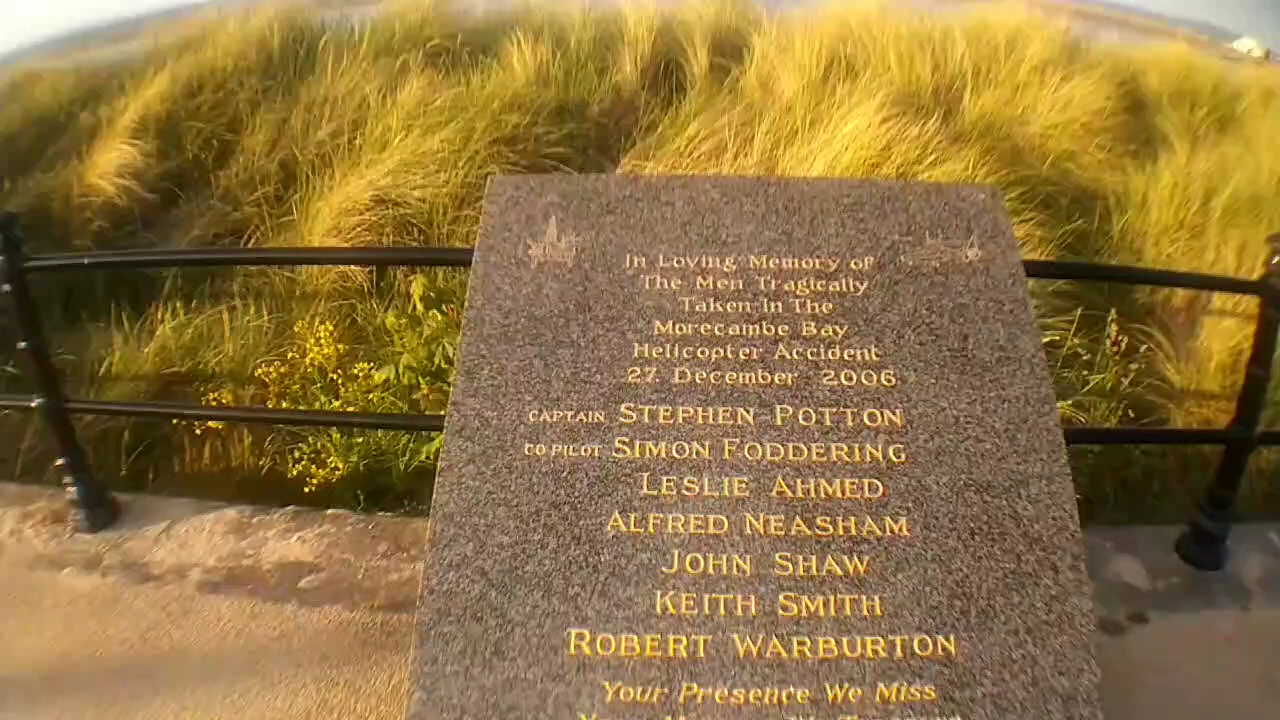 In Loving Memory of
The Men Tragically
Taken In The
Morecambe Bay
Helicopter Accident
27 December 2006
CAPTAIN STEPHEN POTTON
CO PILOT SIMON FODDERING
LESLIE AHMED
ALFRED NEASHAM
JOHN SHAW
KEITH SMITH
ROBERT WARBURTON
Your Presence We Miss